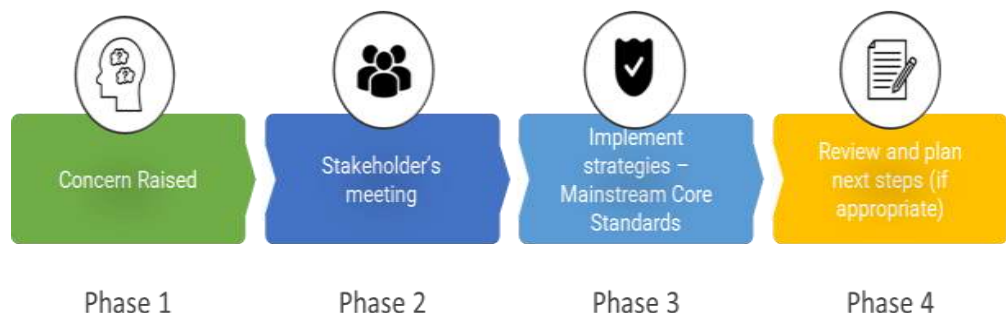 Concern Raised
Stakeholder's
meeting
Implement
strategies –
Mainstream Core
Standards
Review and plan
next steps (if
appropriate)
Phase 1
Phase 2
Phase 3
Phase 4